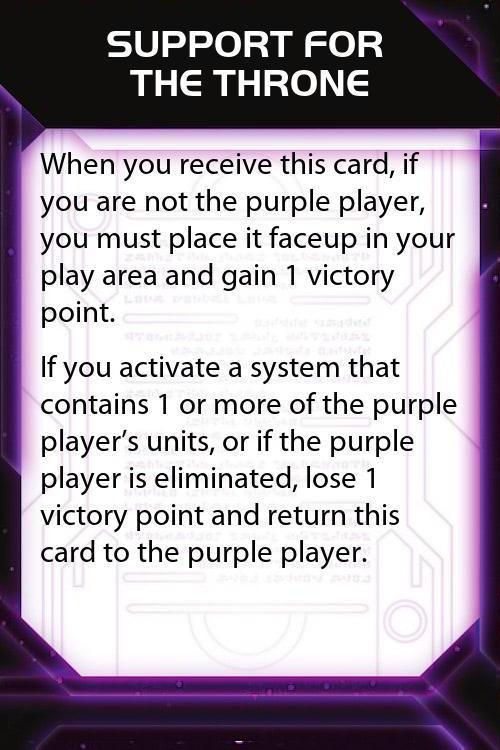 SUPPORT FOR
THE THRONE
When you receive this card, if
you are not the purple player,
you must place it faceup in your
play area and gain 1 victory
point.
If you activate a system that
contains 1 or more of the purple
player’s units, or if the purple
player is eliminated, lose 1
victory point and return this
card to the purple player.